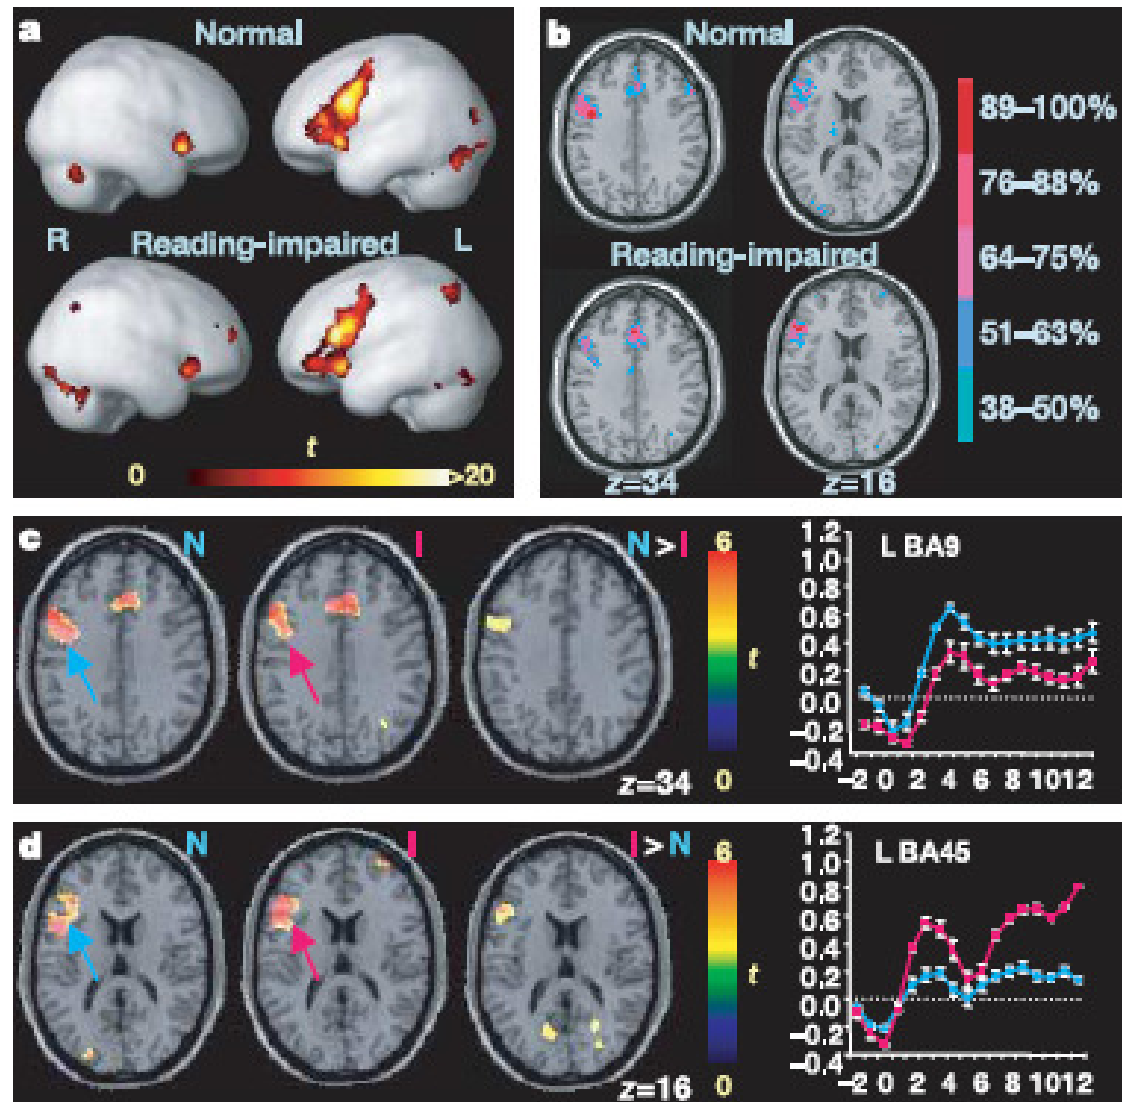 a
Normal
R
Reading-impaired
L
t
0
>20
b
Normal
89–100%
76–88%
64–75%
51–63%
38–50%
Reading-impaired
z=34
z=16
c
N
I
N > I
6
t
0
z=34
L BA9
1.2
1.0
0.8
0.6
0.4
0.2
0.0
–0.2
–0.4
–2 0 2 4 6 8 10 12
d
N
I
I > N
6
t
0
z=16
L BA45
1.2
1.0
0.8
0.6
0.4
0.2
0.0
–0.2
–0.4
–2 0 2 4 6 8 10 12